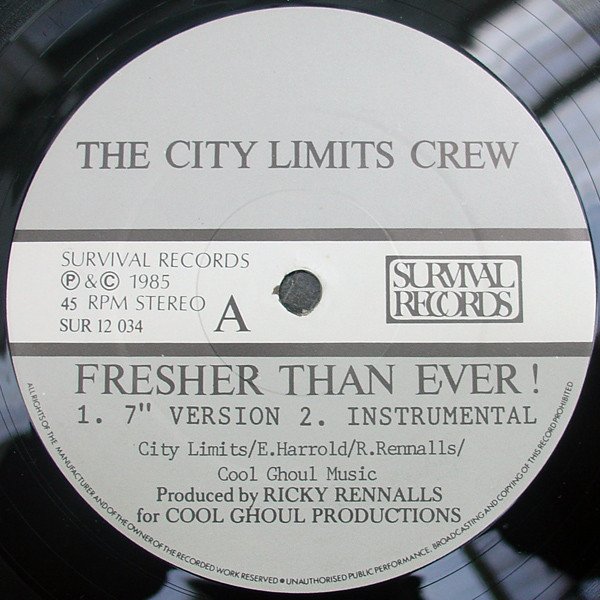 THE CITY LIMITS CREW
SURVIVAL RECORDS
Ⓟ & Ⓒ 1985
45 RPM STEREO
SUR 12 034
A
SURVIVAL
RECORDS
FRESHER THAN EVER!
1. 7" VERSION 2. INSTRUMENTAL
City Limits/E.Harrold/R.Rennalls/
Cool Ghoul Music
Produced by RICKY RENNALLS
for COOL GHOUL PRODUCTIONS
ALL RIGHTS OF THE MANUFACTURER AND OF THE OWNER OF THE RECORDED WORK RESERVED ● UNAUTHORISED PUBLIC PERFORMANCE, BROADCASTING AND COPYING OF THIS RECORD PROHIBITED